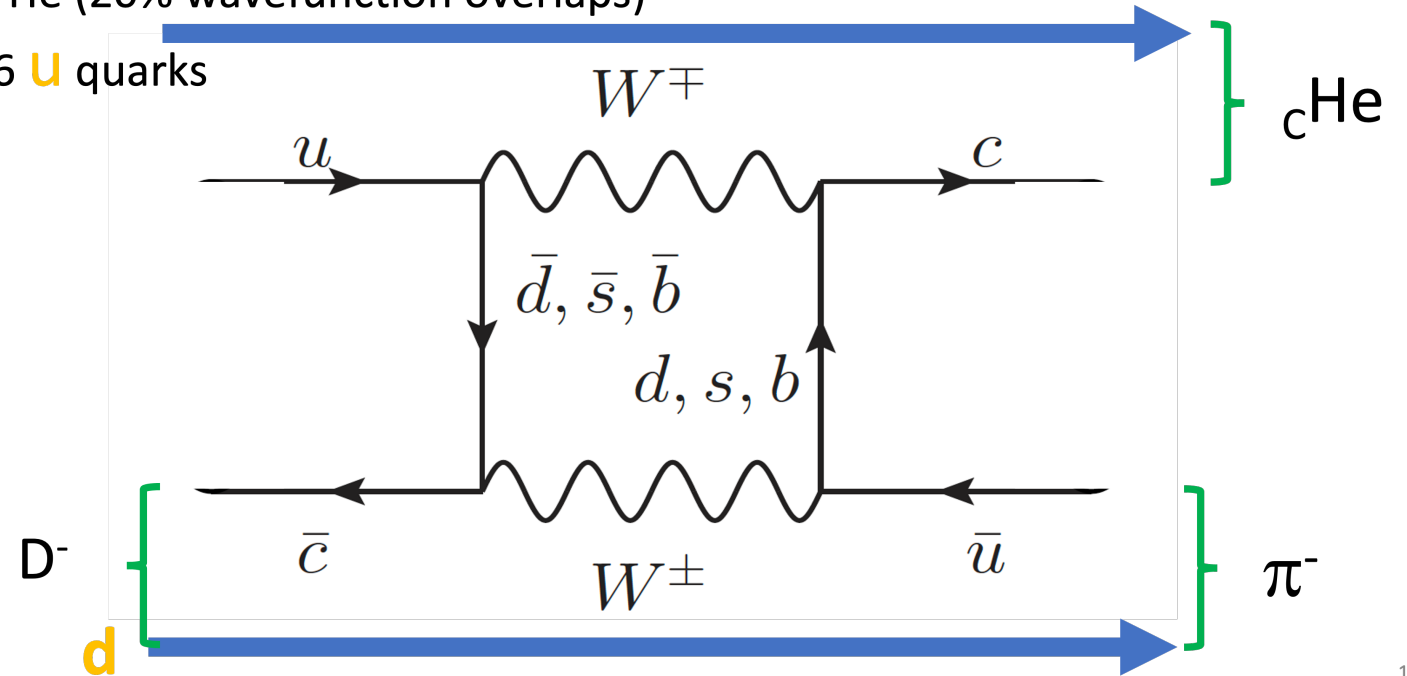 He (20% wavefunction overlaps)
6 u quarks
W∓
CHe
u
c
d̄, s̄, b̄
d, s, b
D-
c̄
W±
ū
π-
d
1